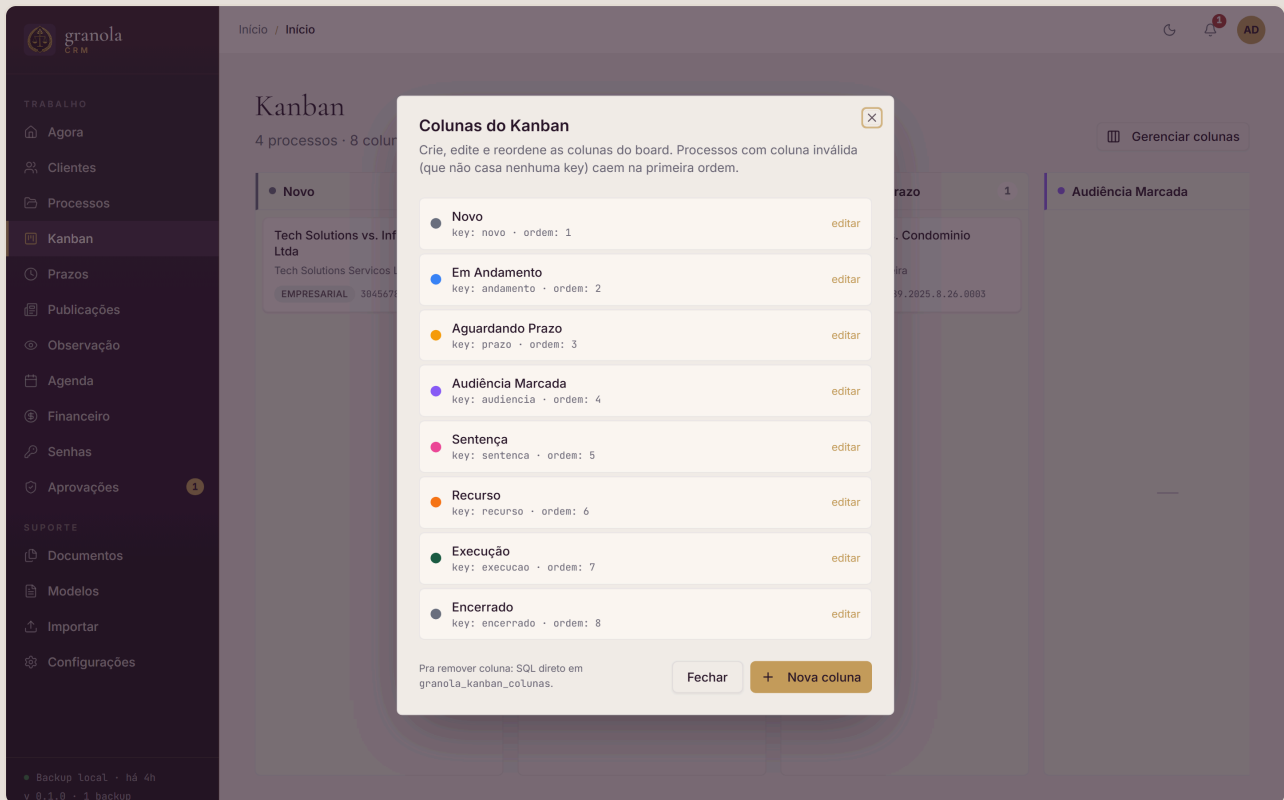 granola
CRM
TRABALHO
Agora
Clientes
Processos
Kanban
Prazos
Publicações
Observação
Agenda
Financeiro
Senhas
Aprovações 1
SUPORTE
Documentos
Modelos
Importar
Configurações
Backup local · há 4h
v 0.1.0 · 1 backup
Início / Início
1
AD
Kanban
4 processos · 8 colun
Gerenciar colunas
Novo
Tech Solutions vs. Inf
Ltda
Tech Solutions Servicos L
EMPRESARIAL 3045678
razo 1
. Condominio
ira
39.2025.8.26.0003
Audiência Marcada
—
Colunas do Kanban
Crie, edite e reordene as colunas do board. Processos com coluna inválida
(que não casa nenhuma key) caem na primeira ordem.
Novo
key: novo · ordem: 1
editar
Em Andamento
key: andamento · ordem: 2
editar
Aguardando Prazo
key: prazo · ordem: 3
editar
Audiência Marcada
key: audiencia · ordem: 4
editar
Sentença
key: sentenca · ordem: 5
editar
Recurso
key: recurso · ordem: 6
editar
Execução
key: execucao · ordem: 7
editar
Encerrado
key: encerrado · ordem: 8
editar
Pra remover coluna: SQL direto em
granola_kanban_colunas.
Fechar
+ Nova coluna